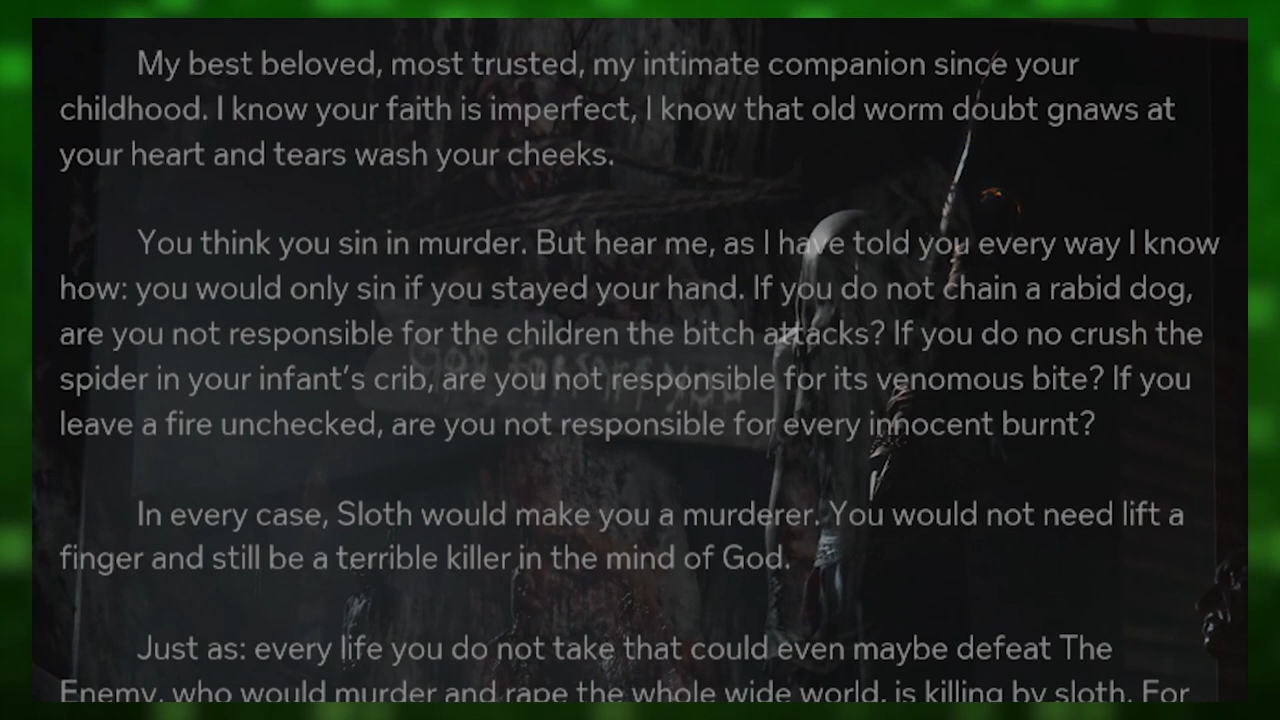 My best beloved, most trusted, my intimate companion since your
childhood. I know your faith is imperfect, I know that old worm doubt gnaws at
your heart and tears wash your cheeks.
You think you sin in murder. But hear me, as I have told you every way I know
how: you would only sin if you stayed your hand. If you do not chain a rabid dog,
are you not responsible for the children the bitch attacks? If you do no crush the
spider in your infant's crib, are you not responsible for its venomous bite? If you
leave a fire unchecked, are you not responsible for every innocent burnt?
In every case, Sloth would make you a murderer. You would not need lift a
finger and still be a terrible killer in the mind of God.
Just as: every life you do not take that could even maybe defeat The
Enemy, who would murder and rape the whole wide world, is killing by sloth. For